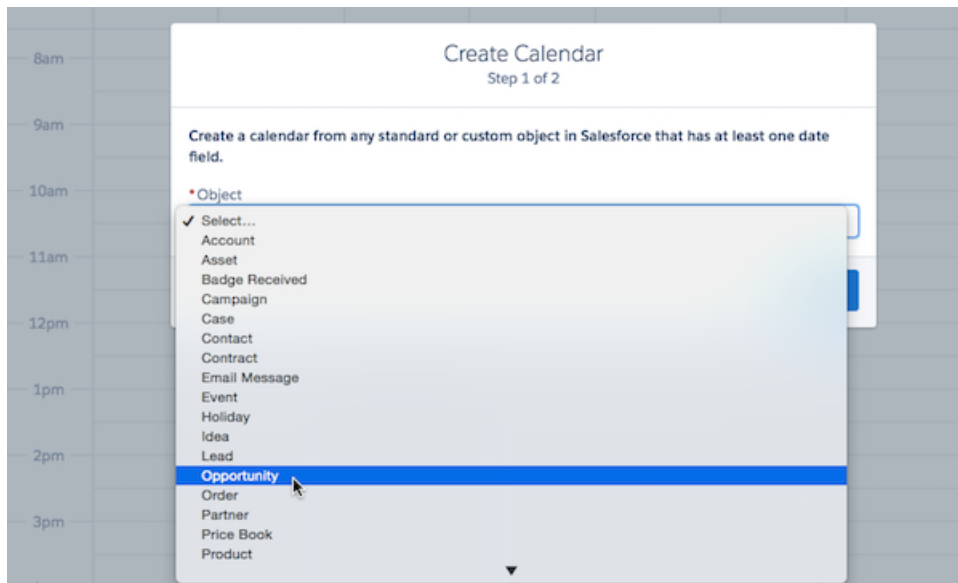 Create Calendar
Step 1 of 2
Create a calendar from any standard or custom object in Salesforce that has at least one date
field.
*Object
✓ Select...
Account
Asset
Badge Received
Campaign
Case
Contact
Contract
Email Message
Event
Holiday
Idea
Lead
Opportunity
Order
Partner
Price Book
Product
8am
9am
10am
11am
12pm
1pm
2pm
3pm